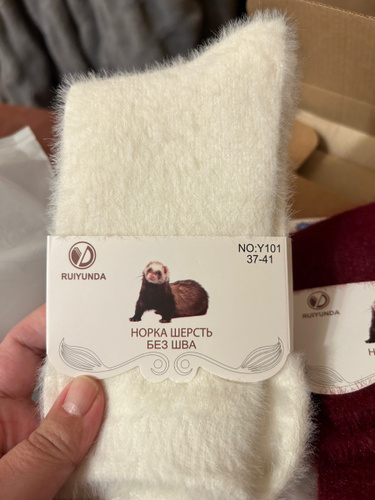 RUIYUNDA
NO:Y101
37-41
НОРКА ШЕРСТЬ
БЕЗ ШВА
RUIYUNDA